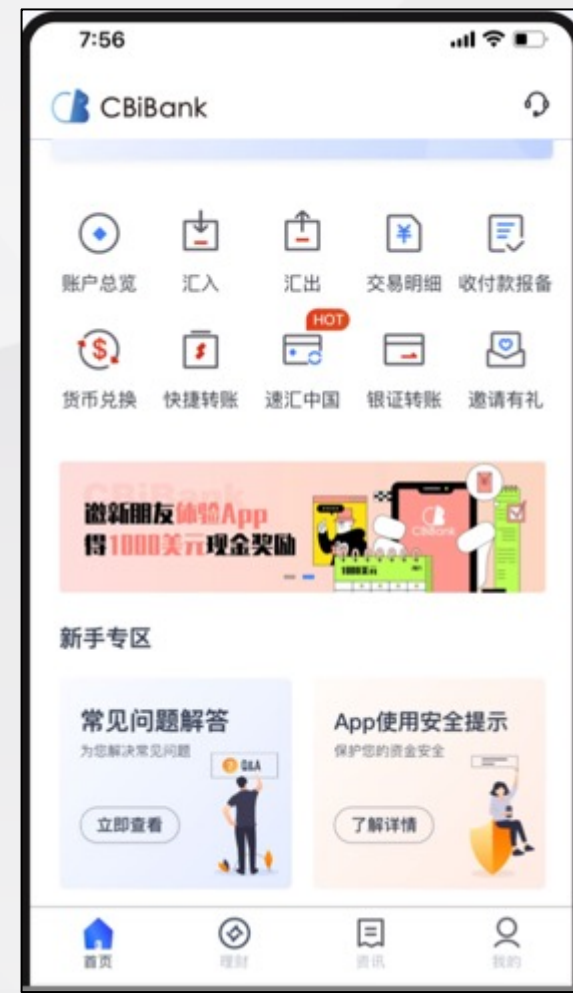 7:56
CBiBank
账户总览 汇入 汇出 交易明细 收付款报备
HOT
货币兑换 快捷转账 速汇中国 银证转账 邀请有礼
CBiBank
邀新朋友体验App
得1000美元现金奖励
CBiBank
新手专区
常见问题解答
为您解决常见问题
Q&A
立即查看
App使用安全提示
保护您的资金安全
了解详情
首页 理财 资讯 我的